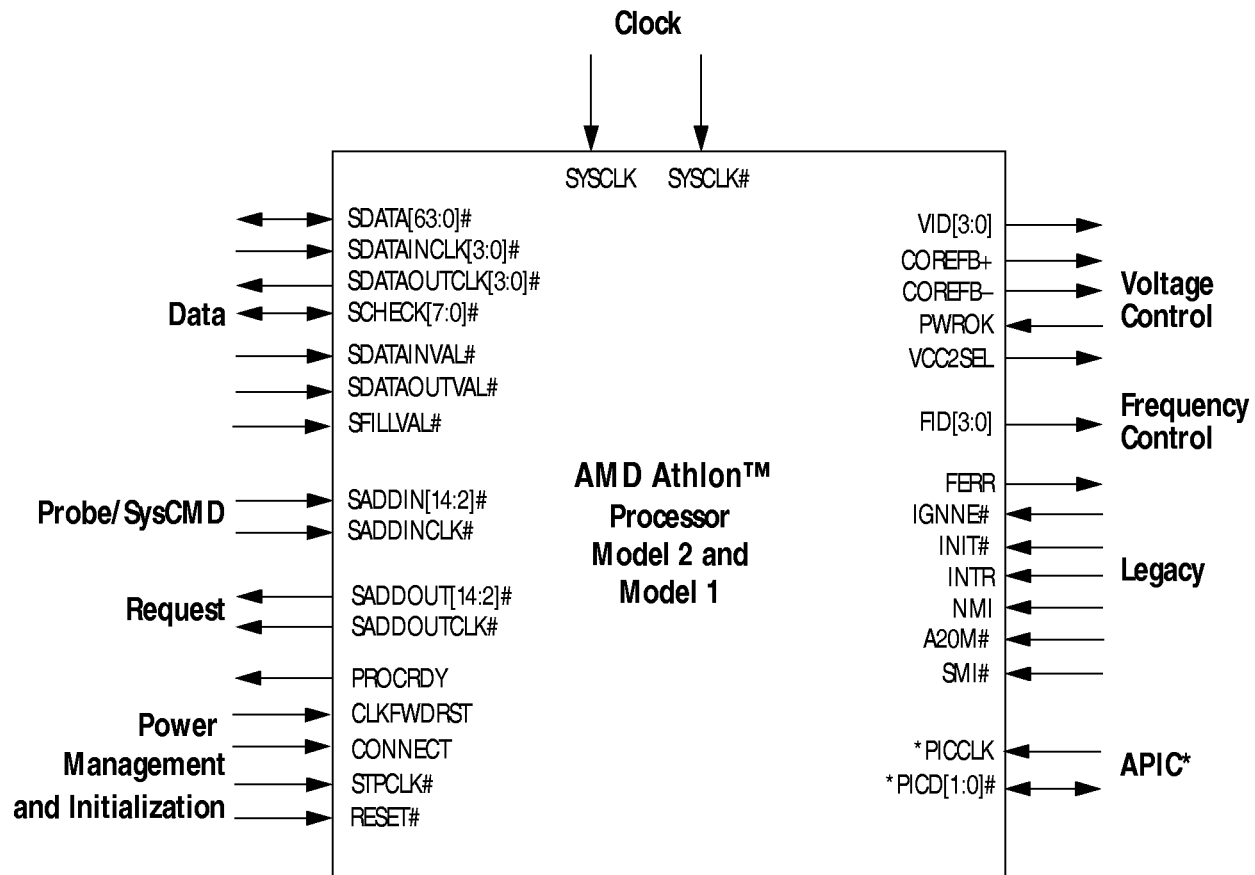 Clock
SYSCLK SYSCLK#
Data
SDATA[63:0]#
SDATAINCLK[3:0]#
SDATAOUTCLK[3:0]#
SCHECK[7:0]#
SDATAINVAL#
SDATAOUTVAL#
SFILLVAL#
Probe/SysCMD
SADDIN[14:2]#
SADDINCLK#
Request
SADDOUT[14:2]#
SADDOUTCLK#
Power
Management
and Initialization
PROCRDY
CLKFWDRST
CONNECT
STPCLK#
RESET#
AMD Athlon™
Processor
Model 2 and
Model 1
VID[3:0]
COREFB+
COREFB–
PWROK
VCC2SEL
Voltage
Control
FID[3:0]
Frequency
Control
FERR
IGNNE#
INIT#
INTR
NMI
A20M#
SMI#
Legacy
*PICCLK
*PICD[1:0]#
APIC*